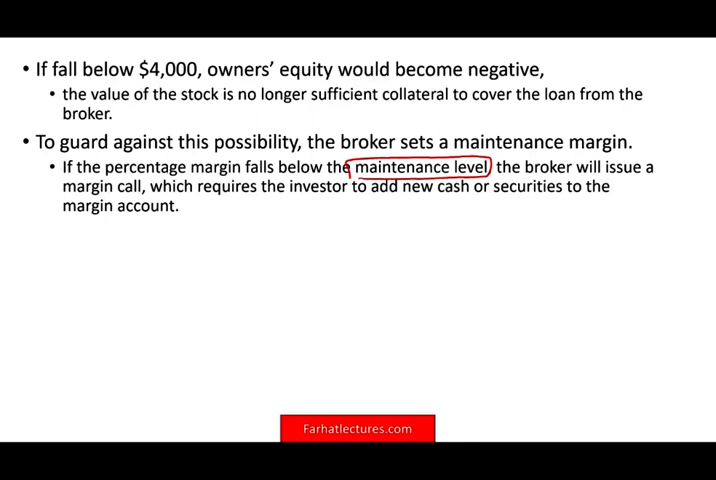 • If fall below $4,000, owners' equity would become negative,
• the value of the stock is no longer sufficient collateral to cover the loan from the
broker.
• To guard against this possibility, the broker sets a maintenance margin.
• If the percentage margin falls below the maintenance level, the broker will issue a
margin call, which requires the investor to add new cash or securities to the
margin account.
Farhatlectures.com